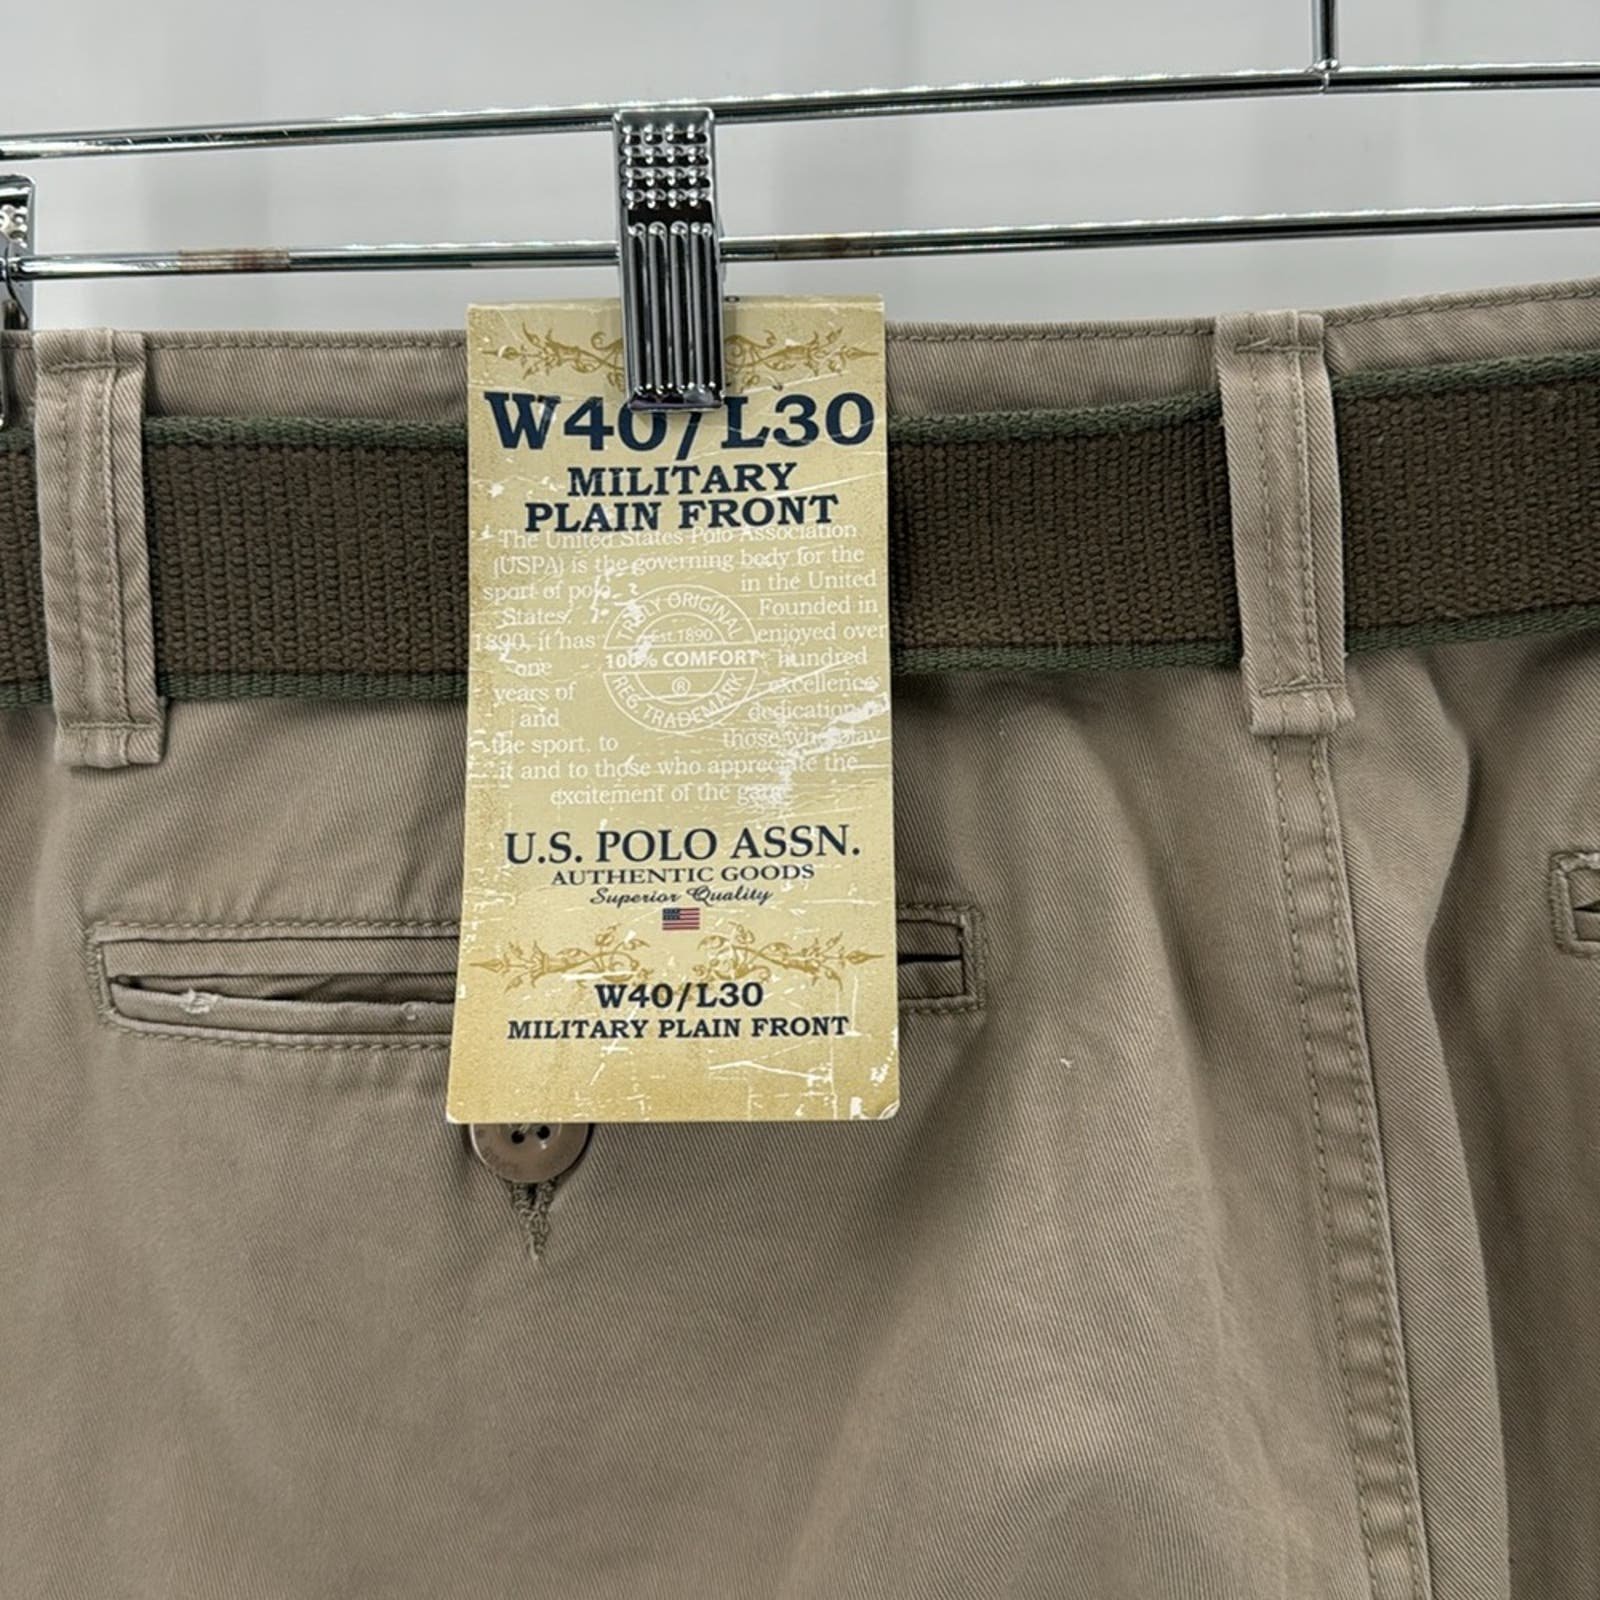 W40/L30
MILITARY
PLAIN FRONT
The United States Polo Association
(USPA) is the governing body for the
sport of polo in the United
States. Founded in
1890, it has enjoyed over
one hundred
years of excellence
and dedication
the sport, to those who play
it and to those who appreciate the
excitement of the game
TRULY ORIGINAL
Est.1890
100% COMFORT
®
REG TRADEMARK
U.S. POLO ASSN.
AUTHENTIC GOODS
Superior Quality
W40/L30
MILITARY PLAIN FRONT